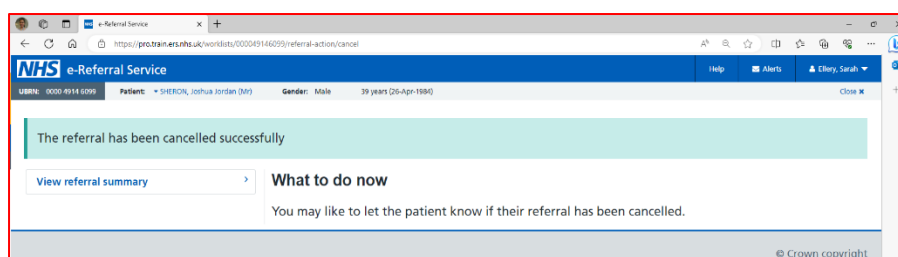 e-Referral Service
https://pro.train.ers.nhs.uk/worklists/000049146099/referral-action/cancel
NHS e-Referral Service Help Alerts Ellery, Sarah
UBRN: 0000 4914 6099 Patient: SHERON, Joshua Jordan (Mr) Gender: Male 39 years (26-Apr-1984) Close
The referral has been cancelled successfully
View referral summary
What to do now
You may like to let the patient know if their referral has been cancelled.
© Crown copyright